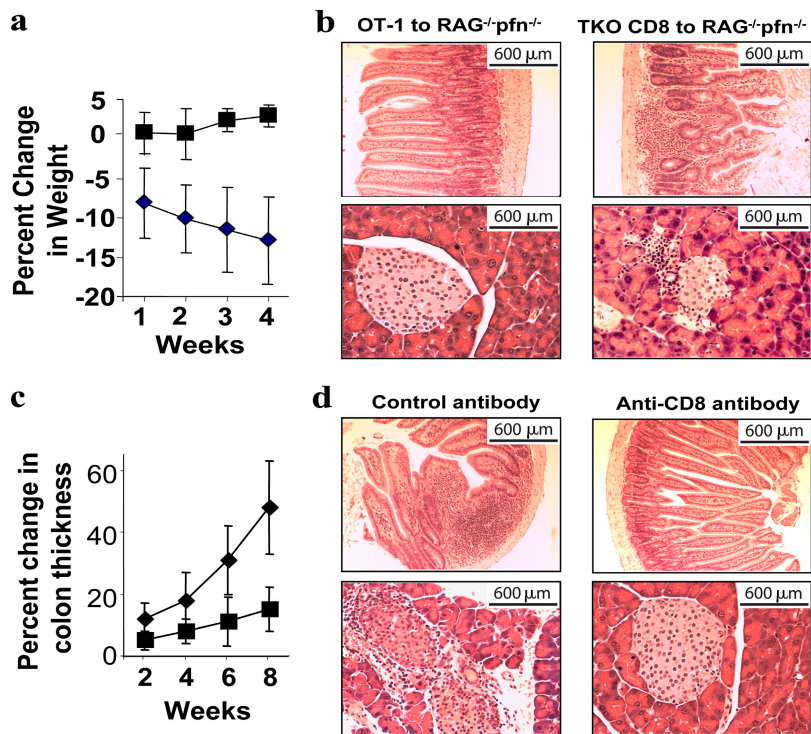 a
Percent Change
in Weight
5
0
-5
-10
-15
-20
1 2 3 4
Weeks
b
OT-1 to RAG-/-pfn-/-
TKO CD8 to RAG-/-pfn-/-
600 µm
600 µm
600 µm
600 µm
c
Percent change in
colon thickness
60
40
20
0
2 4 6 8
Weeks
d
Control antibody
Anti-CD8 antibody
600 µm
600 µm
600 µm
600 µm